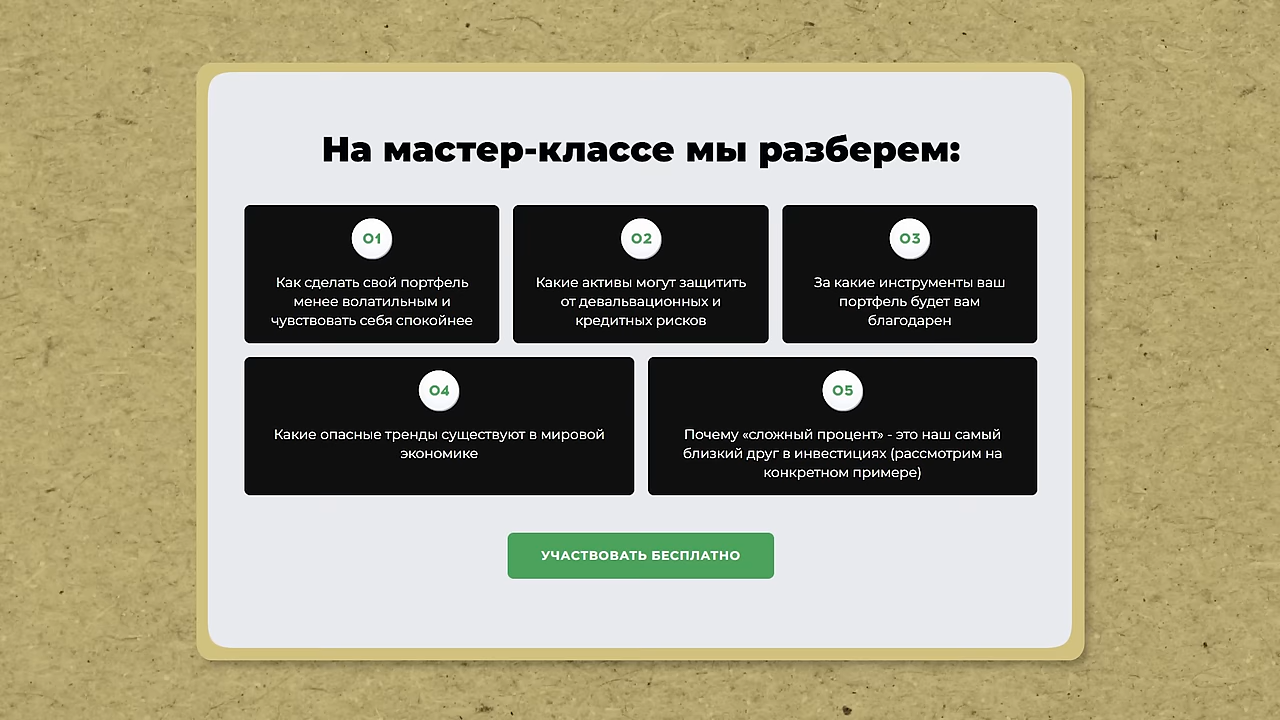 На мастер-классе мы разберем:
01
Как сделать свой портфель
менее волатильным и
чувствовать себя спокойнее
02
Какие активы могут защитить
от девальвационных и
кредитных рисков
03
За какие инструменты ваш
портфель будет вам
благодарен
04
Какие опасные тренды существуют в мировой
экономике
05
Почему «сложный процент» - это наш самый
близкий друг в инвестициях (рассмотрим на
конкретном примере)
УЧАСТВОВАТЬ БЕСПЛАТНО